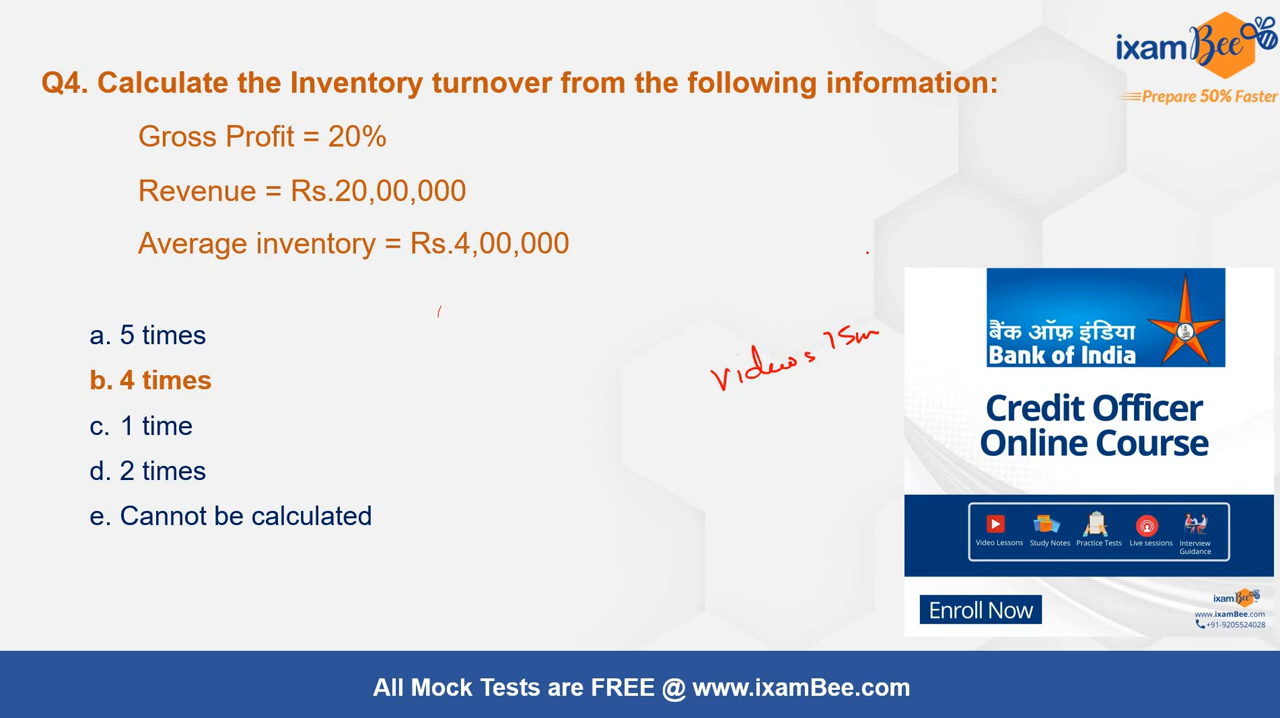 ixamBee
Prepare 50% Faster
Q4. Calculate the Inventory turnover from the following information:
Gross Profit = 20%
Revenue = Rs.20,00,000
Average inventory = Rs.4,00,000
a. 5 times
b. 4 times
c. 1 time
d. 2 times
e. Cannot be calculated
Videos
बैंक ऑफ़ इंडिया
Bank of India
Credit Officer
Online Course
Video Lessons
Study Notes
Practice Tests
Live sessions
Interview
Guidance
Enroll Now
ixamBee
www.ixamBee.com
+91-9205524028
All Mock Tests are FREE @ www.ixamBee.com